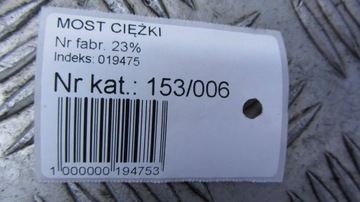 MOST CIĘŻKI
Nr fabr. 23%
Indeks: 019475
Nr kat.: 153/006
1 000000 194753